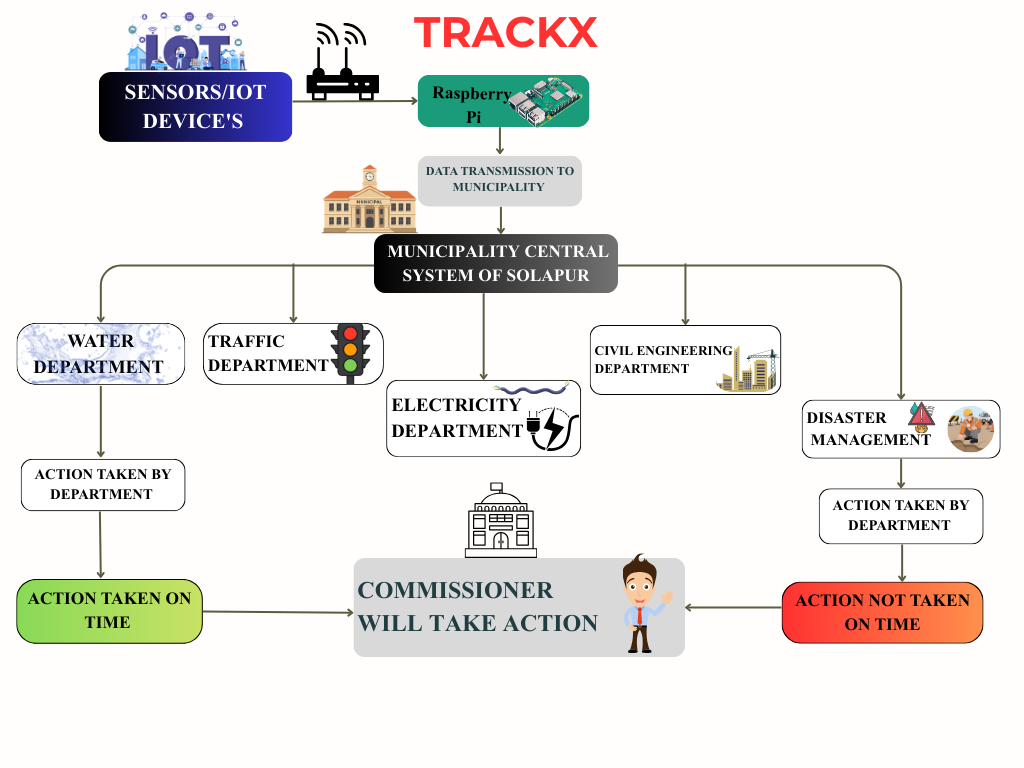 TRACKX
IOT
SENSORS/IOT
DEVICE'S
Raspberry
Pi
DATA TRANSMISSION TO
MUNICIPALITY
MUNICIPAL
MUNICIPALITY CENTRAL
SYSTEM OF SOLAPUR
WATER
DEPARTMENT
TRAFFIC
DEPARTMENT
ELECTRICITY
DEPARTMENT
CIVIL ENGINEERING
DEPARTMENT
DISASTER
MANAGEMENT
ACTION TAKEN BY
DEPARTMENT
ACTION TAKEN BY
DEPARTMENT
ACTION TAKEN ON
TIME
COMMISSIONER
WILL TAKE ACTION
ACTION NOT TAKEN
ON TIME